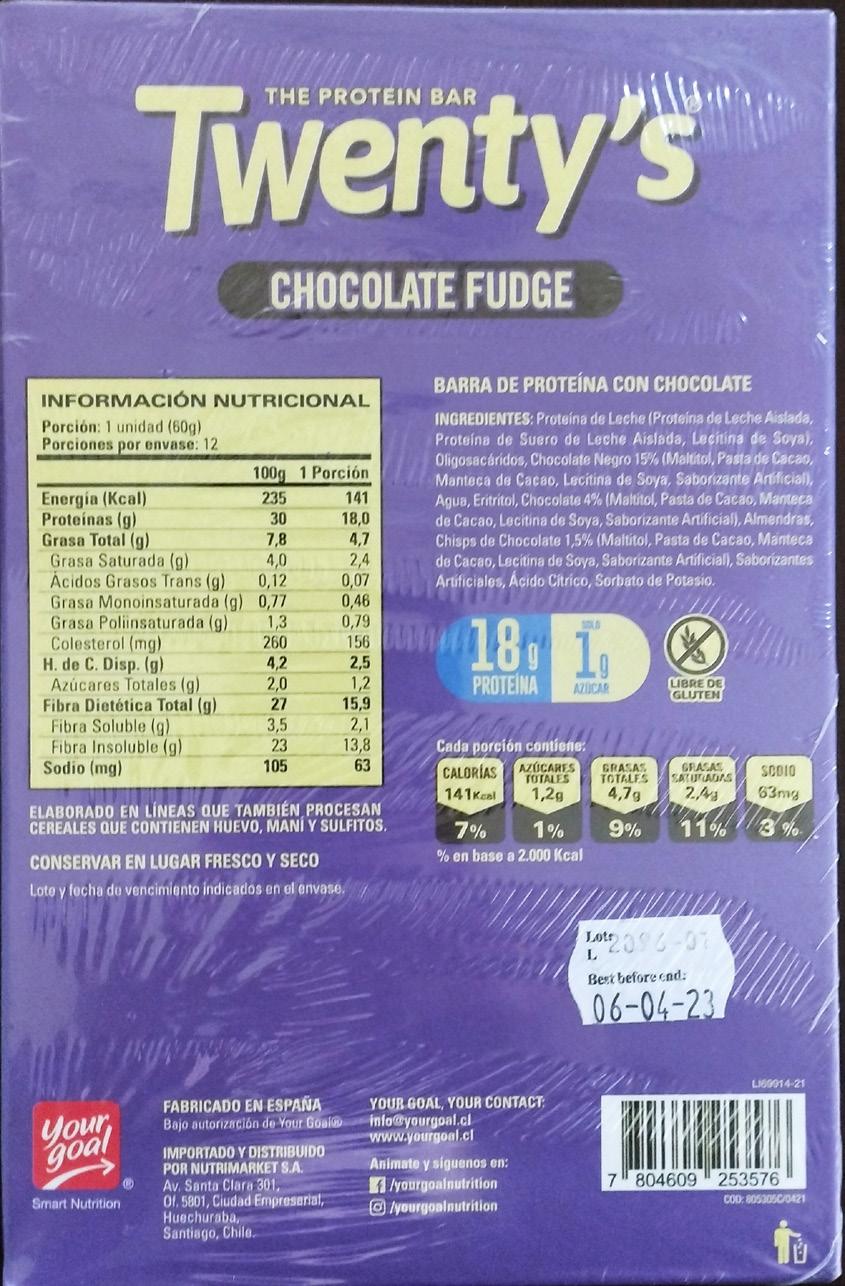 THE PROTEIN BAR
Twenty's
CHOCOLATE FUDGE
INFORMACIÓN NUTRICIONAL
Porción: 1 unidad (60g)
Porciones por envase: 12
100g 1 Porción
Energía (Kcal) 235 141
Proteínas (g) 30 18,0
Grasa Total (g) 7,8 4,7
Grasa Saturada (g) 4,0 2,4
Ácidos Grasos Trans (g) 0,12 0,07
Grasa Monoinsaturada (g) 0,77 0,46
Grasa Poliinsaturada (g) 1,3 0,79
Colesterol (mg) 260 156
H. de C. Disp. (g) 4,2 2,5
Azúcares Totales (g) 2,0 1,2
Fibra Dietética Total (g) 27 15,9
Fibra Soluble (g) 3,5 2,1
Fibra Insoluble (g) 23 13,8
Sodio (mg) 105 63
ELABORADO EN LÍNEAS QUE TAMBIÉN PROCESAN
CEREALES QUE CONTIENEN HUEVO, MANÍ Y SULFITOS.
CONSERVAR EN LUGAR FRESCO Y SECO
Lote y fecha de vencimiento indicados en el envase.
BARRA DE PROTEÍNA CON CHOCOLATE
INGREDIENTES: Proteína de Leche (Proteína de Leche Aislada,
Proteína de Suero de Leche Aislada, Lecitina de Soya),
Oligosacáridos, Chocolate Negro 15% (Maltitol, Pasta de Cacao,
Manteca de Cacao, Lecitina de Soya, Saborizante Artificial),
Agua, Eritritol, Chocolate 4% (Maltitol, Pasta de Cacao, Manteca
de Cacao, Lecitina de Soya, Saborizante Artificial), Almendras,
Chisps de Chocolate 1,5% (Maltitol, Pasta de Cacao, Manteca
de Cacao, Lecitina de Soya, Saborizante Artificial), Saborizantes
Artificiales, Ácido Cítrico, Sorbato de Potasio.
18g
PROTEÍNA
SOLO
1g
AZÚCAR
LIBRE DE
GLUTEN
Cada porción contiene:
CALORÍAS
141Kcal
7%
AZÚCARES
TOTALES
1,2g
1%
GRASAS
TOTALES
4,7g
9%
GRASAS
SATURADAS
2,4g
11%
SODIO
63mg
3%
% en base a 2.000 Kcal
Lote
L 2096-07
Best before end:
06-04-23
your
goal
®
Smart Nutrition
FABRICADO EN ESPAÑA
Bajo autorización de Your Goal®
IMPORTADO Y DISTRIBUIDO
POR NUTRIMARKET S.A.
Av. Santa Clara 301,
Of. 5801, Ciudad Empresarial,
Huechuraba,
Santiago, Chile.
YOUR GOAL, YOUR CONTACT:
info@yourgoal.cl
www.yourgoal.cl
Animate y síguenos en:
/yourgoalnutrition
/yourgoalnutrition
LI69914-21
7 804609 253576
COD: 805305C/0421